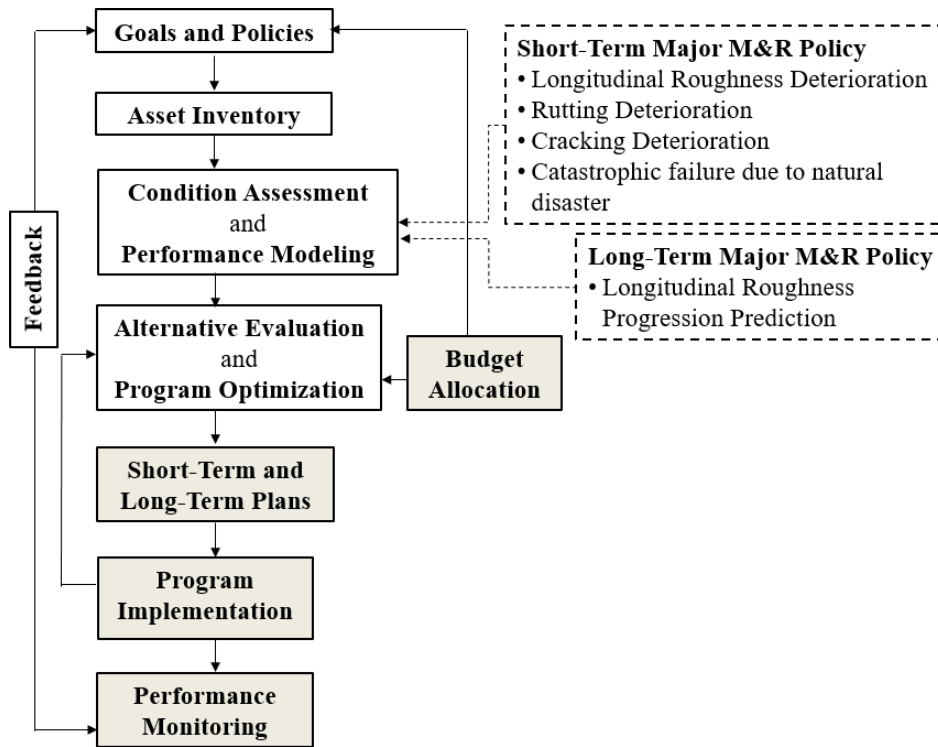 Goals and Policies
Asset Inventory
Condition Assessment
and
Performance Modeling
Alternative Evaluation
and
Program Optimization
Short-Term and
Long-Term Plans
Program
Implementation
Performance
Monitoring
Feedback
Budget
Allocation
Short-Term Major M&R Policy
• Longitudinal Roughness Deterioration
• Rutting Deterioration
• Cracking Deterioration
• Catastrophic failure due to natural
disaster
Long-Term Major M&R Policy
• Longitudinal Roughness
Progression Prediction